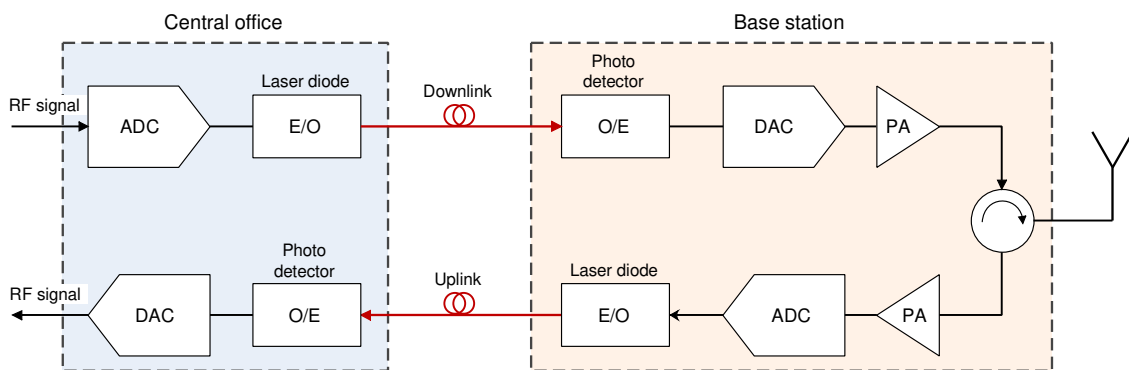 Central office
Base station
Laser diode
Photo
detector
RF signal
ADC
E/O
Downlink
O/E
DAC
PA
Photo
detector
Laser diode
RF signal
DAC
O/E
Uplink
E/O
ADC
PA